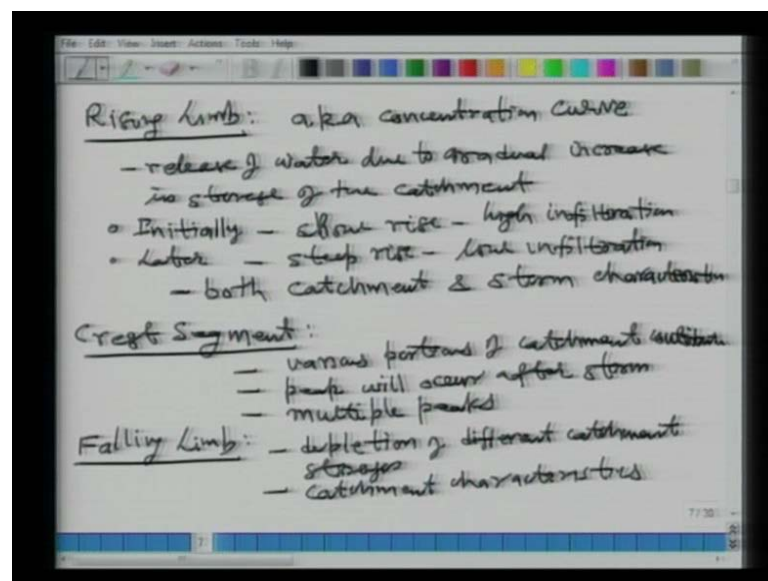 File Edit View Insert Actions Tools Help
Rising Limb: a.k.a concentration curve
- release of water due to gradual increase
in storage of the catchment
• Initially - slow rise - high infiltration
• Later - steep rise - low infiltration
- both catchment & storm characteristics
Crest Segment:
- various portions of catchment contribute
- peak will occur after storm
- multiple peaks
Falling Limb: - depletion of different catchment
storages
- catchment characteristics
7